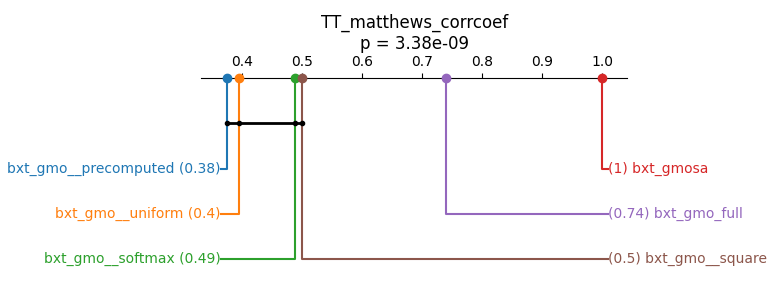 TT_matthews_corrcoef
p = 3.38e-09
0.4 0.5 0.6 0.7 0.8 0.9 1.0
bxt_gmo__precomputed (0.38) (1) bxt_gmosa
bxt_gmo__uniform (0.4) (0.74) bxt_gmo_full
bxt_gmo__softmax (0.49) (0.5) bxt_gmo__square